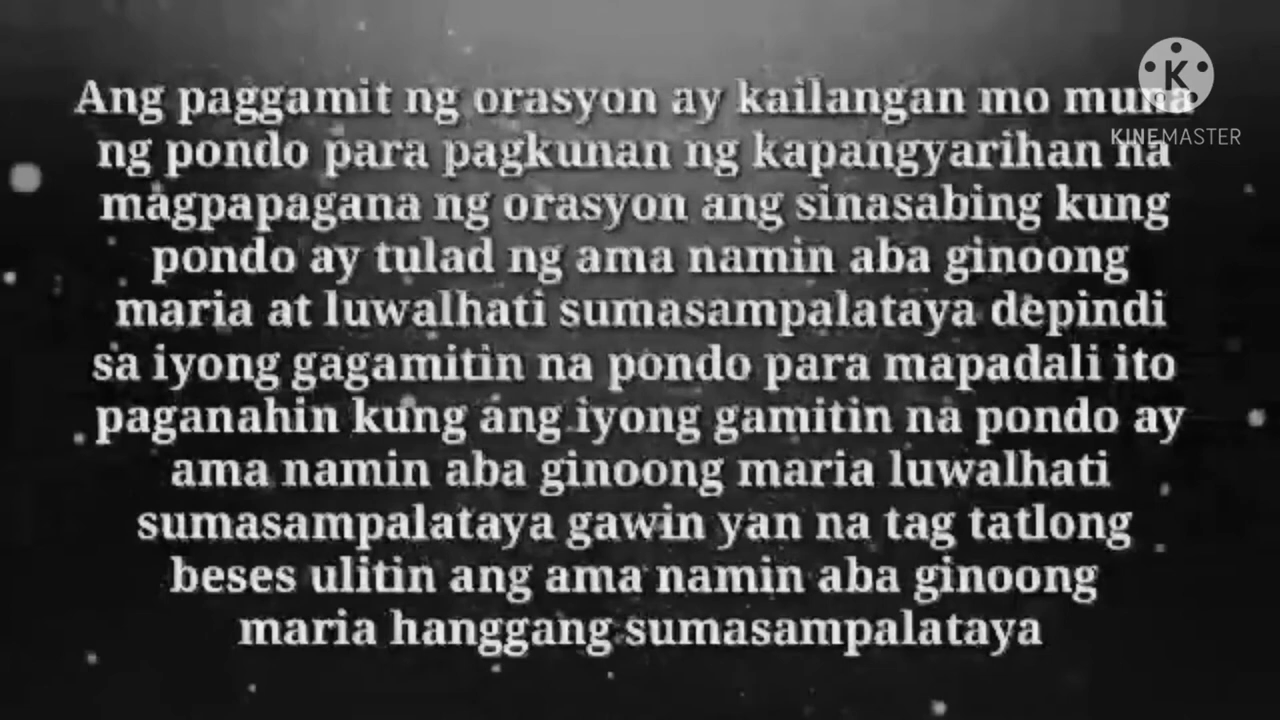 Ang paggamit ng orasyon ay kailangan mo muna
ng pondo para pagkunan ng kapangyarihan na
magpapagana ng orasyon ang sinasabing kung
pondo ay tulad ng ama namin aba ginoong
maria at luwalhati sumasampalataya depindi
sa iyong gagamitin na pondo para mapadali ito
paganahin kung ang iyong gamitin na pondo ay
ama namin aba ginoong maria luwalhati
sumasampalataya gawin yan na tag tatlong
beses ulitin ang ama namin aba ginoong
maria hanggang sumasampalataya
K
KINEMASTER